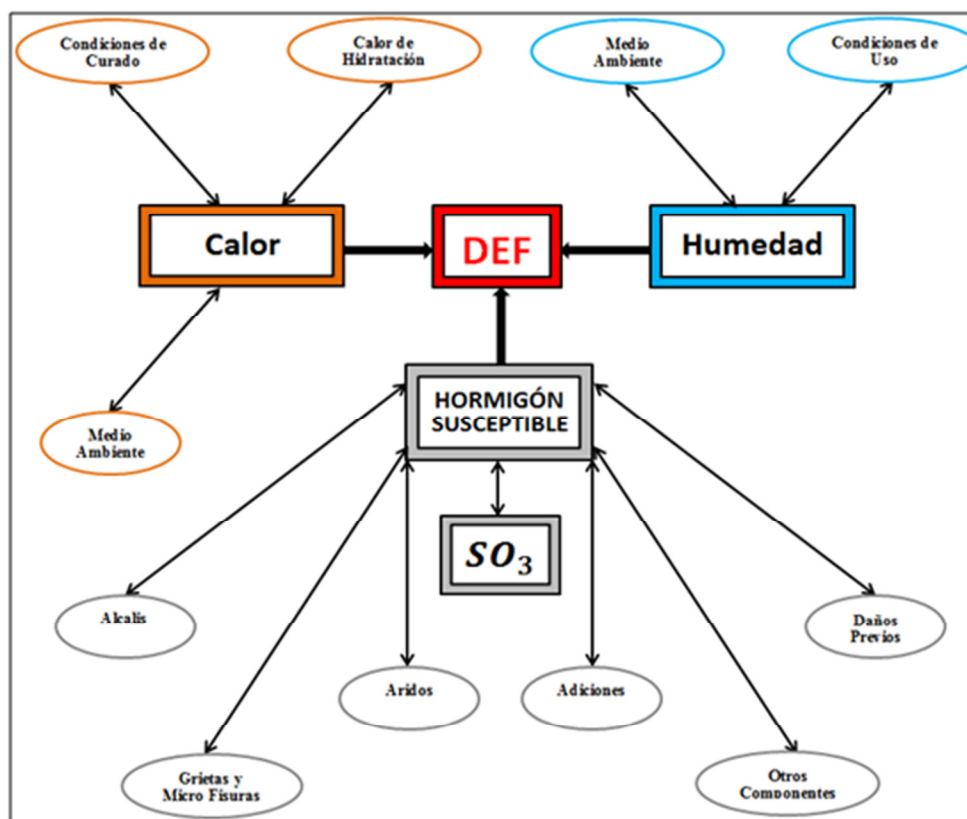 Condiciones de
Curado
Calor de
Hidratación
Medio
Ambiente
Condiciones de
Uso
Calor
DEF
Humedad
HORMIGÓN
SUSCEPTIBLE
Medio
Ambiente
SO₃
Alcalis
Daños
Previos
Aridos
Adiciones
Grietas y
Micro Fisuras
Otros
Componentes